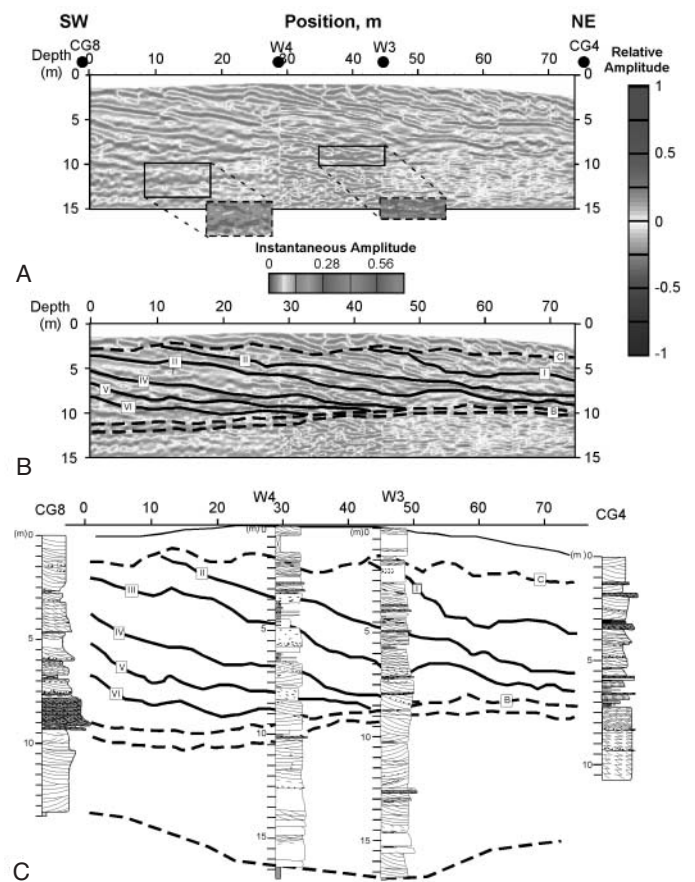 SW Position, m NE
CG8 W4 W3 CG4
Depth (m) 0 10 20 30 40 50 60 70
0 0
5 5
10 10
15 15
Relative Amplitude
1
0.5
0
-0.5
-1
Instantaneous Amplitude
0 0.28 0.56
A
Depth (m) 0 10 20 30 40 50 60 70
0 0
5 5
10 10
15 15
II II C
IV I
V
VI B
B
CG8 W4 W3 CG4
0 10 20 30 40 50 60 70
(m)0 (m)0 (m)0 (m)0
II I C
III
IV
V
VI B
5 5 5 5
10 10 10 10
15 15
C